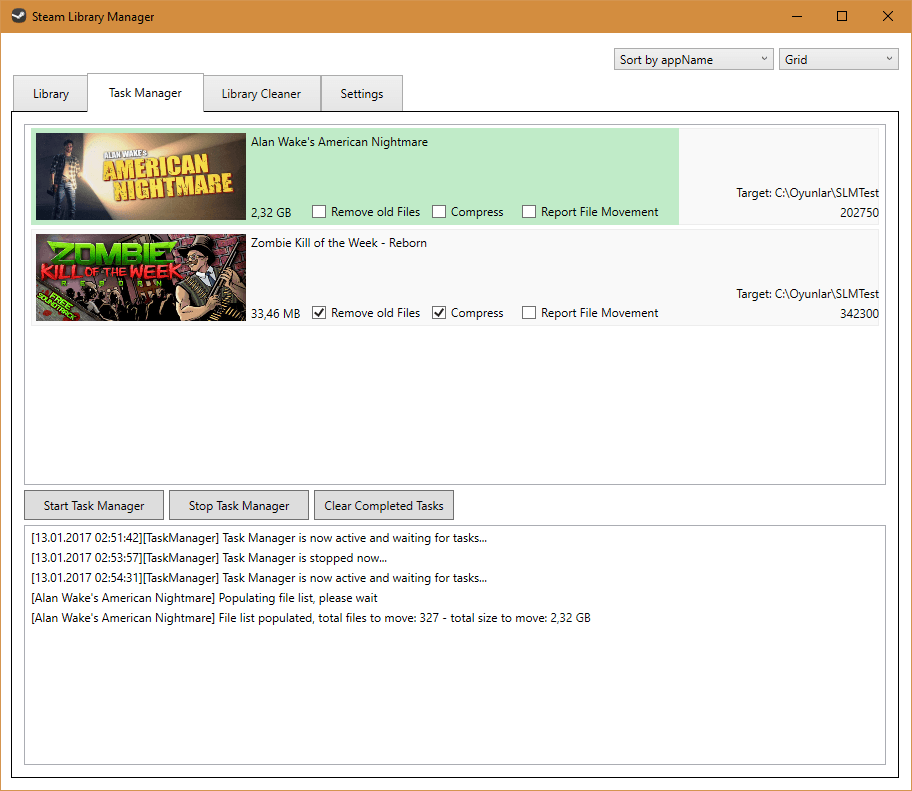 Steam Library Manager
Sort by appName
Grid
Library
Task Manager
Library Cleaner
Settings
ALAN WAKE'S
AMERICAN
NIGHTMARE
Alan Wake's American Nightmare
Target: C:\Oyunlar\SLMTest
2,32 GB
Remove old Files
Compress
Report File Movement
202750
ZOMBIE
KILL OF THE WEEK
REBORN
FREE
SOUNDTRACK
Zombie Kill of the Week - Reborn
Target: C:\Oyunlar\SLMTest
33,46 MB
Remove old Files
Compress
Report File Movement
342300
Start Task Manager
Stop Task Manager
Clear Completed Tasks
[13.01.2017 02:51:42][TaskManager] Task Manager is now active and waiting for tasks...
[13.01.2017 02:53:57][TaskManager] Task Manager is stopped now...
[13.01.2017 02:54:31][TaskManager] Task Manager is now active and waiting for tasks...
[Alan Wake's American Nightmare] Populating file list, please wait
[Alan Wake's American Nightmare] File list populated, total files to move: 327 - total size to move: 2,32 GB